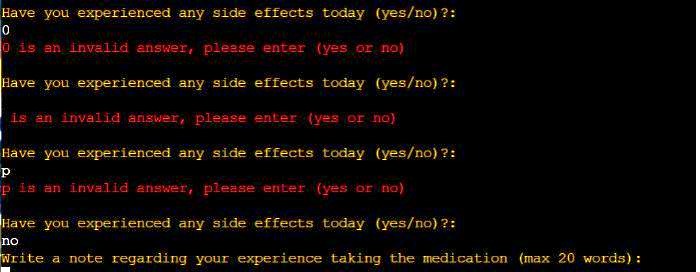 Have you experienced any side effects today (yes/no)?:
0
0 is an invalid answer, please enter (yes or no)
Have you experienced any side effects today (yes/no)?:
is an invalid answer, please enter (yes or no)
Have you experienced any side effects today (yes/no)?:
p
p is an invalid answer, please enter (yes or no)
Have you experienced any side effects today (yes/no)?:
no
Write a note regarding your experience taking the medication (max 20 words):